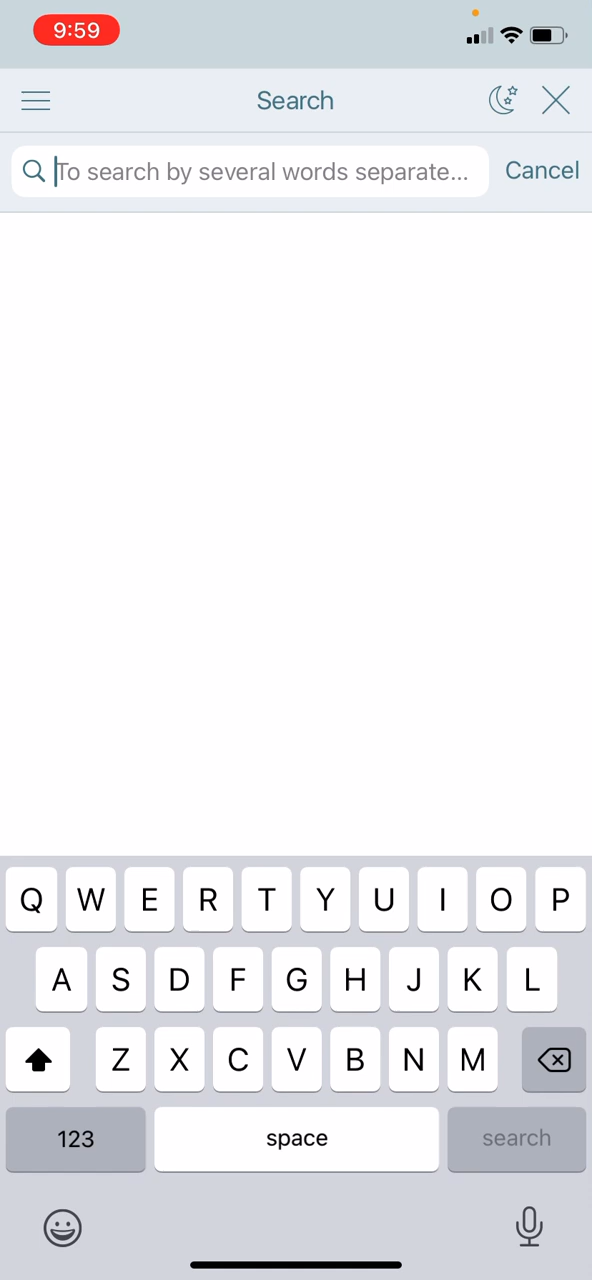 9:59
Search
To search by several words separate...
Cancel
Q W E R T Y U I O P
A S D F G H J K L
Z X C V B N M
123 space search